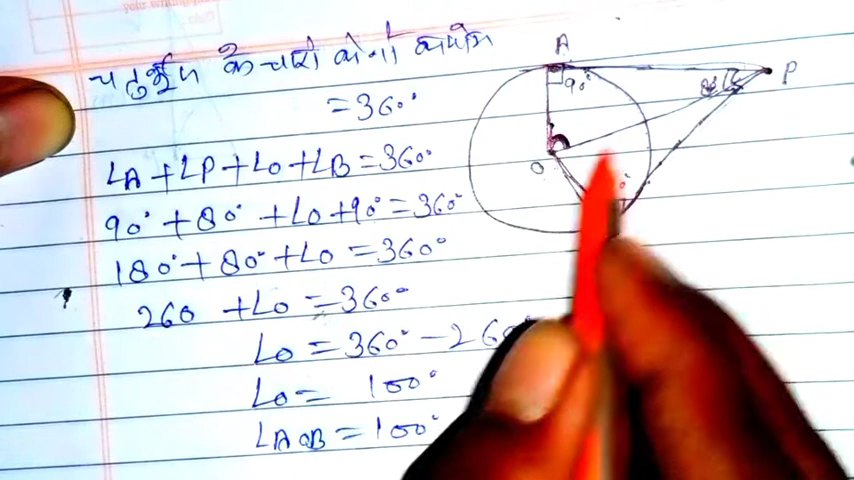 चतुर्भुज के चारो कोनों का योग
= 360°
∠A + ∠P + ∠O + ∠B = 360°
90° + 80° + ∠O + 90° = 360°
180° + 80° + ∠O = 360°
260 + ∠O = 360°
∠O = 360° - 260°
∠O = 100°
∠AOB = 100°
A
90°
P
O